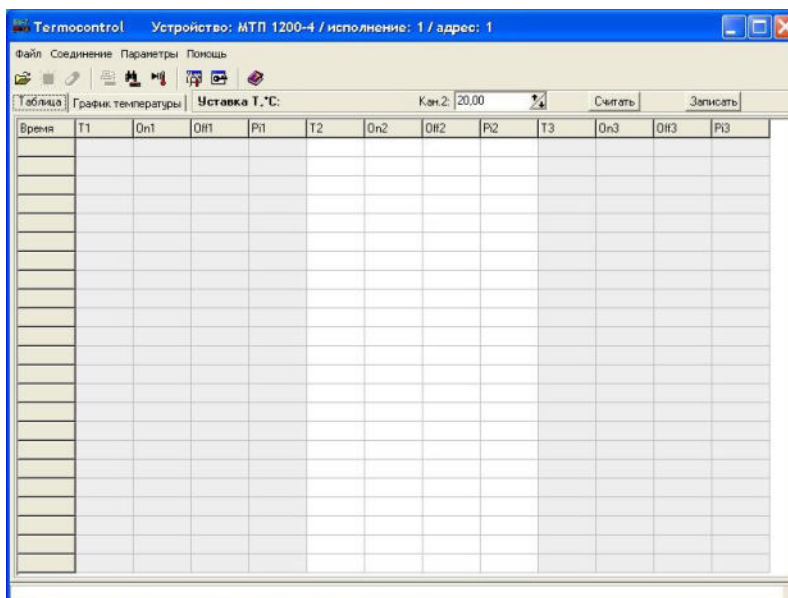 Termocontrol Устройство: МТП 1200-4 / исполнение: 1 / адрес: 1
Файл Соединение Параметры Помощь
Таблица График температуры Уставка T,°C: Кан.2: 20,00 Считать Записать
Время T1 On1 Off1 Pi1 T2 On2 Off2 Pi2 T3 On3 Off3 Pi3